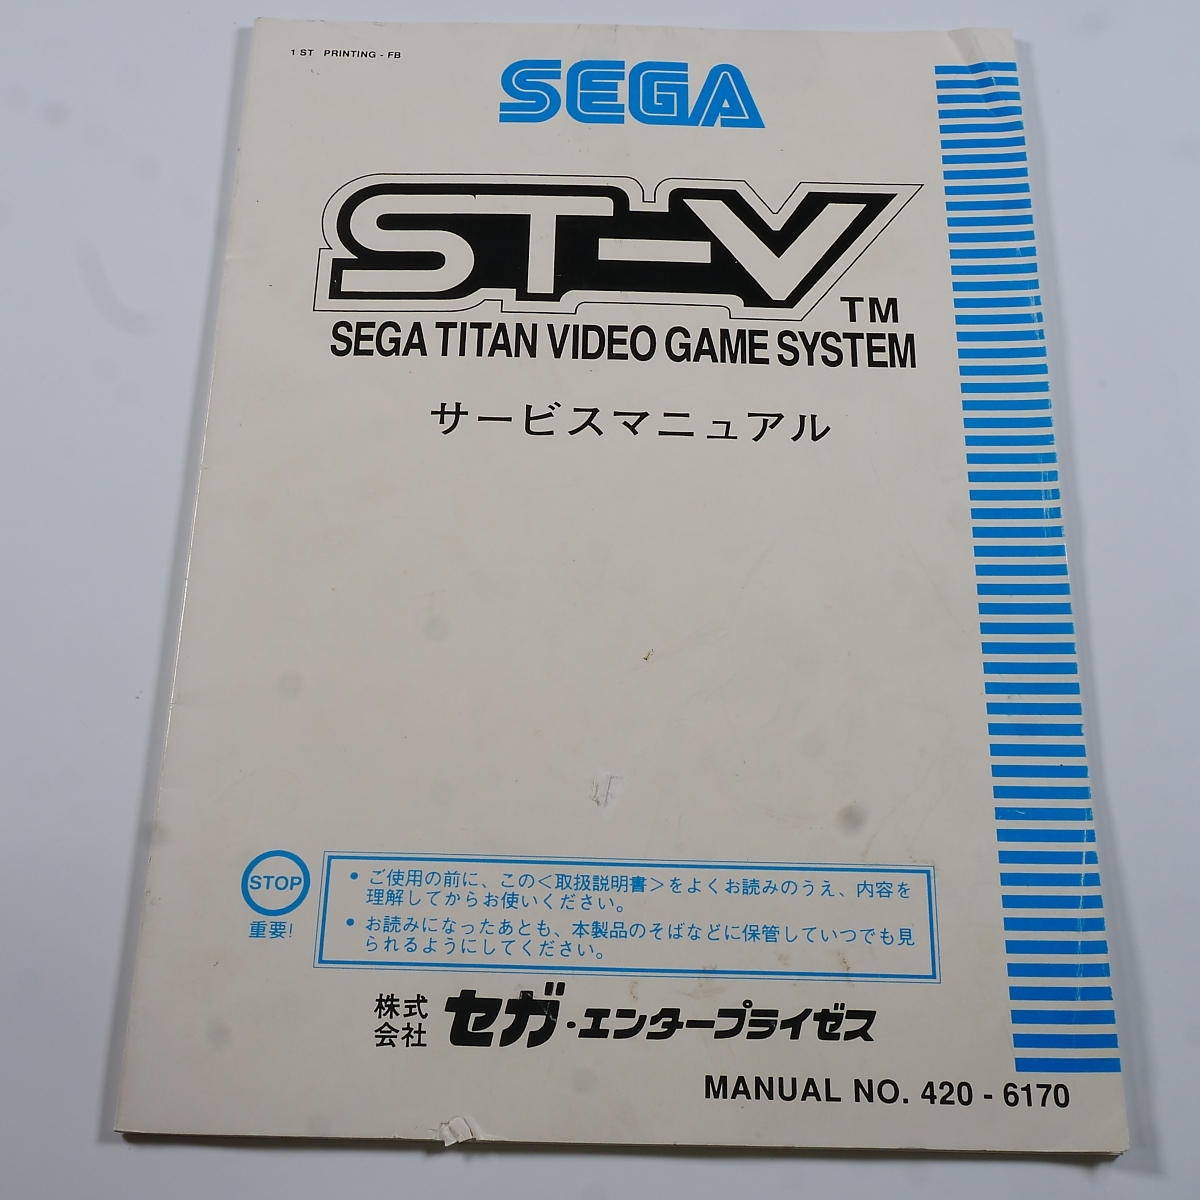 1 ST PRINTING - FB
SEGA
ST-V
TM
SEGA TITAN VIDEO GAME SYSTEM
サービスマニュアル
STOP
重要!
• ご使用の前に、この<取扱説明書>をよくお読みのうえ、内容を
理解してからお使いください。
• お読みになったあとも、本製品のそばなどに保管していつでも見
られるようにしてください。
株式
会社
セガ・エンタープライゼス
MANUAL NO. 420 - 6170